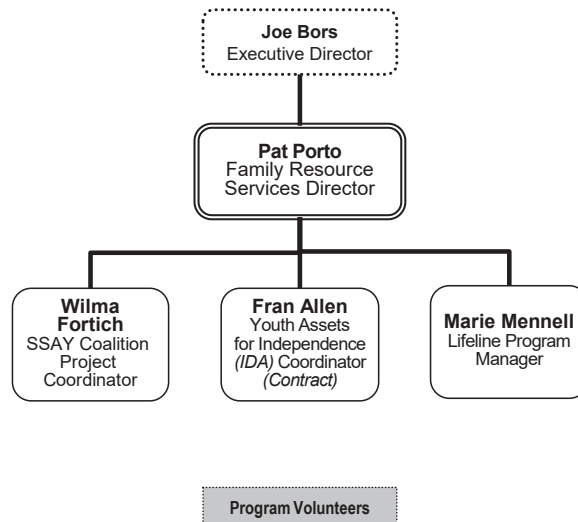 Joe Bors
Executive Director
Pat Porto
Family Resource
Services Director
Wilma
Fortich
SSAY Coalition
Project
Coordinator
Fran Allen
Youth Assets
for Independence
(IDA) Coordinator
(Contract)
Marie Mennell
Lifeline Program
Manager
Program Volunteers